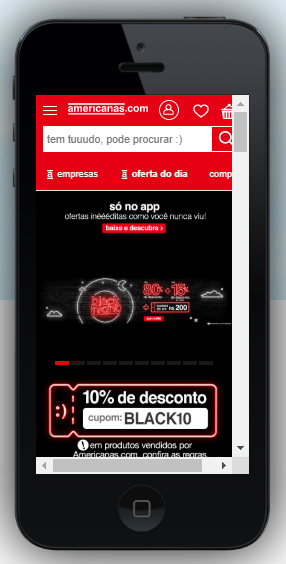 americanas.com
tem tuuudo, pode procurar :)
empresas
oferta do dia
comp
só no app
ofertas inéééditas como você nunca viu!
baixe e descubra >
black
night
80% + 15%
R$ 200
:)
10% de desconto
cupom: BLACK10
em produtos vendidos por
Americanas.com, confira as regras